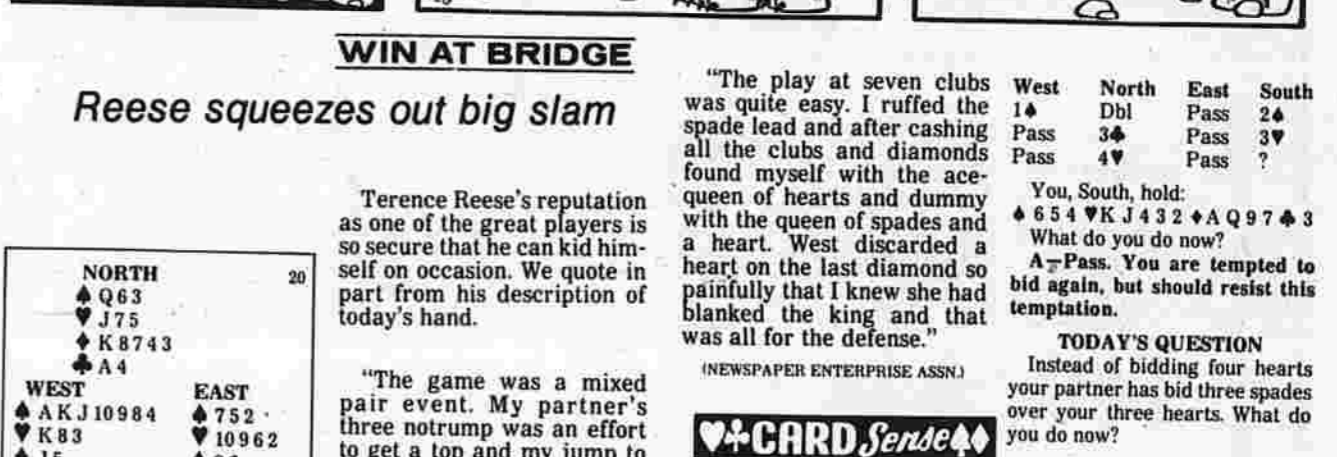 WIN AT BRIDGE
Reese squeezes out big slam
NORTH 20
♠ Q 6 3
♥ J 7 5
♦ K 8 7 4 3
♣ A 4
WEST EAST
♠ A K J 10 9 8 4 ♠ 7 5 2
♥ K 8 3 ♥ 10 9 6 2
Terence Reese's reputation
as one of the great players is
so secure that he can kid him-
self on occasion. We quote in
part from his description of
today's hand.
"The game was a mixed
pair event. My partner's
three notrump was an effort
to get a top and my jump to
"The play at seven clubs
was quite easy. I ruffed the
spade lead and after cashing
all the clubs and diamonds
found myself with the ace-
queen of hearts and dummy
with the queen of spades and
a heart. West discarded a
heart on the last diamond so
painfully that I knew she had
blanked the king and that
was all for the defense."
(NEWSPAPER ENTERPRISE ASSN.)
♥♣CARD Sense♠♦
West North East South
1♠ Dbl Pass 2♠
Pass 3♣ Pass 3♥
Pass 4♥ Pass ?
You, South, hold:
♠ 6 5 4 ♥ K J 4 3 2 ♦ A Q 9 7 ♣ 3
What do you do now?
A—Pass. You are tempted to
bid again, but should resist this
temptation.
TODAY'S QUESTION
Instead of bidding four hearts
your partner has bid three spades
over your three hearts. What do
you do now?